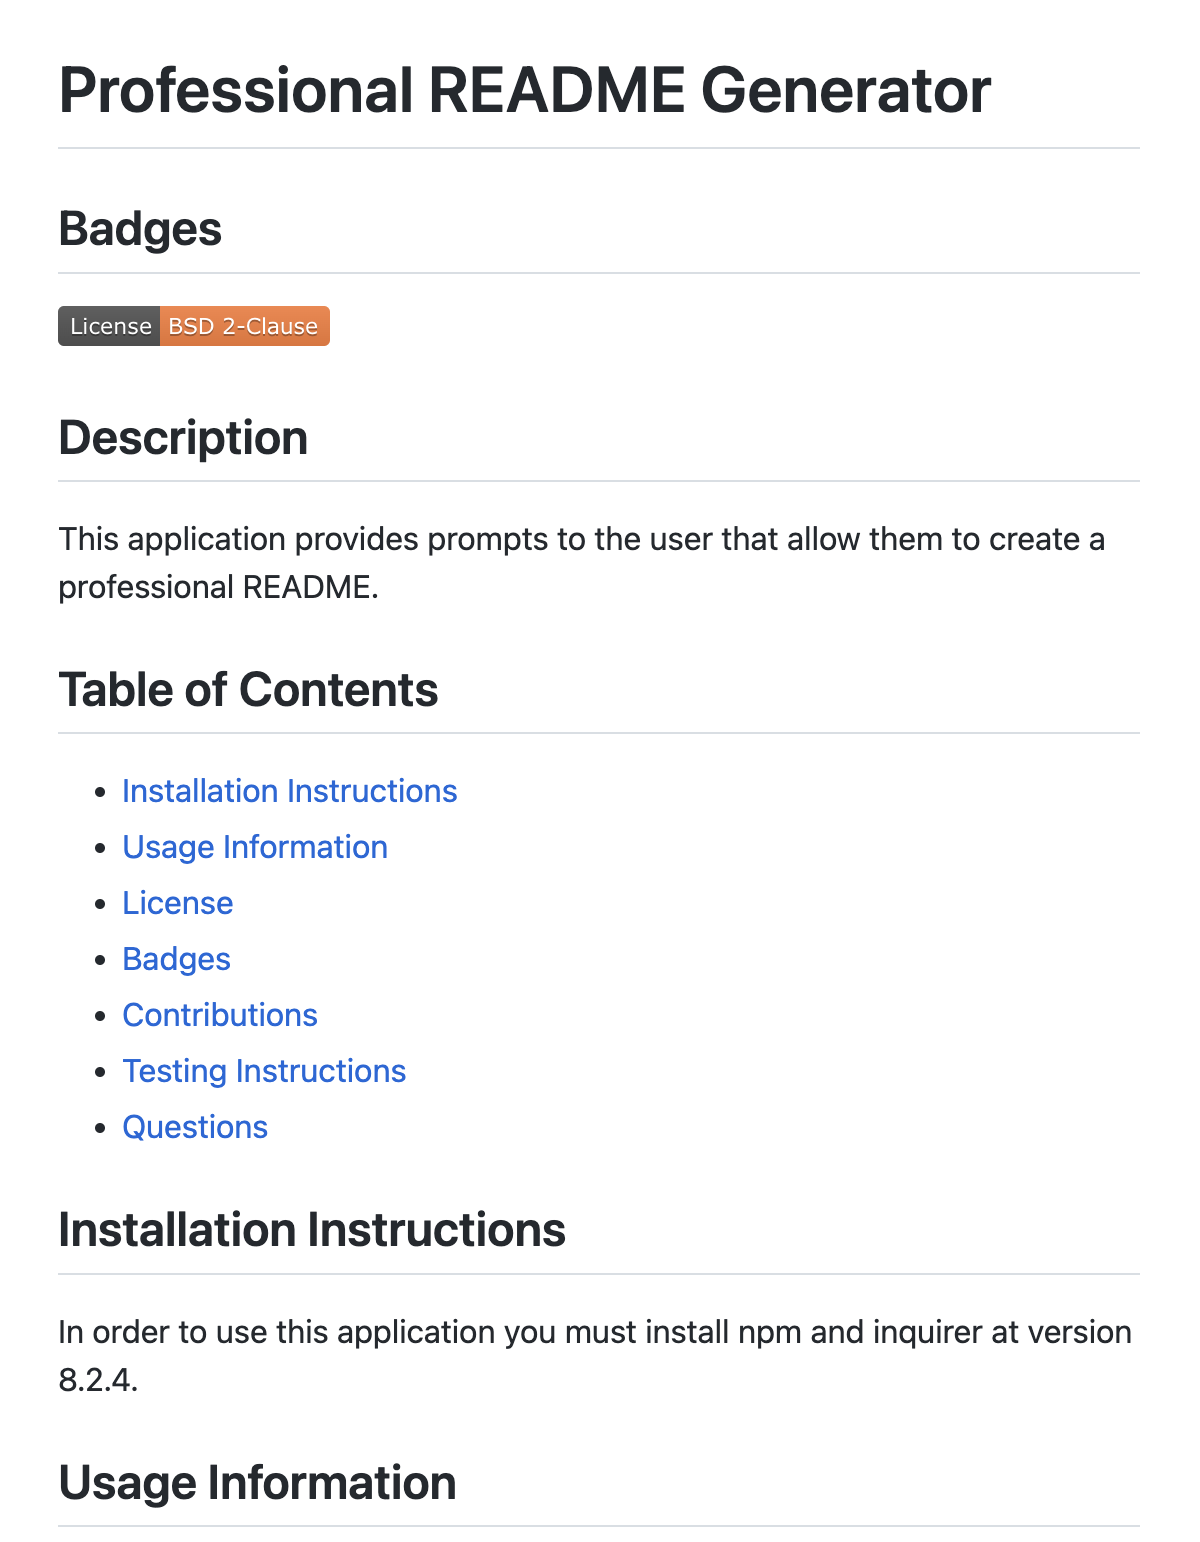 Professional README Generator
Badges
License BSD 2-Clause
Description
This application provides prompts to the user that allow them to create a
professional README.
Table of Contents
Installation Instructions
Usage Information
License
Badges
Contributions
Testing Instructions
Questions
Installation Instructions
In order to use this application you must install npm and inquirer at version
8.2.4.
Usage Information